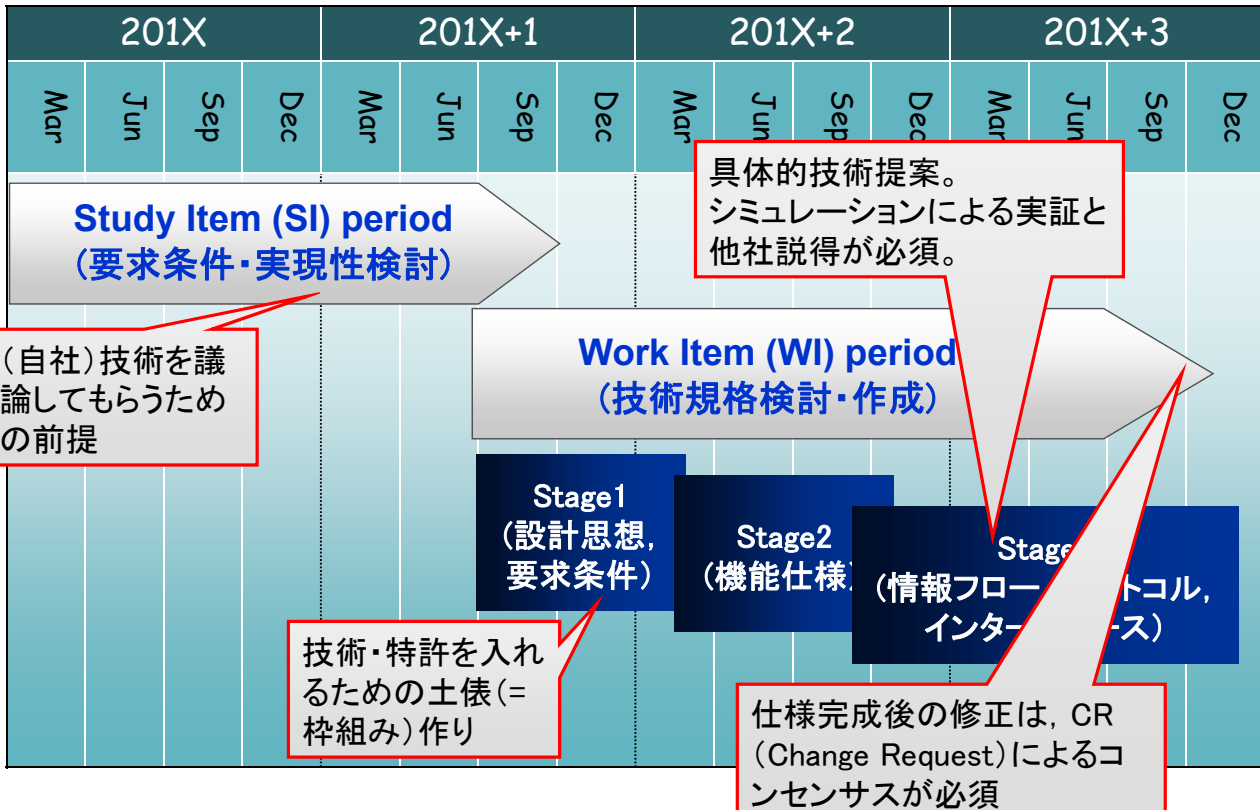 201X
201X+1
201X+2
201X+3
Mar
Jun
Sep
Dec
Mar
Jun
Sep
Dec
Mar
Jun
Sep
Dec
Mar
Jun
Sep
Dec
Study Item (SI) period
(要求条件・実現性検討)
具体的技術提案。
シミュレーションによる実証と
他社説得が必須。
(自社)技術を議
論してもらうため
の前提
Work Item (WI) period
(技術規格検討・作成)
Stage1
(設計思想,
要求条件)
Stage2
(機能仕様)
Stage
(情報フロー トコル,
インター ース)
技術・特許を入れ
るための土俵(=
枠組み)作り
仕様完成後の修正は, CR
(Change Request)によるコ
ンセンサスが必須